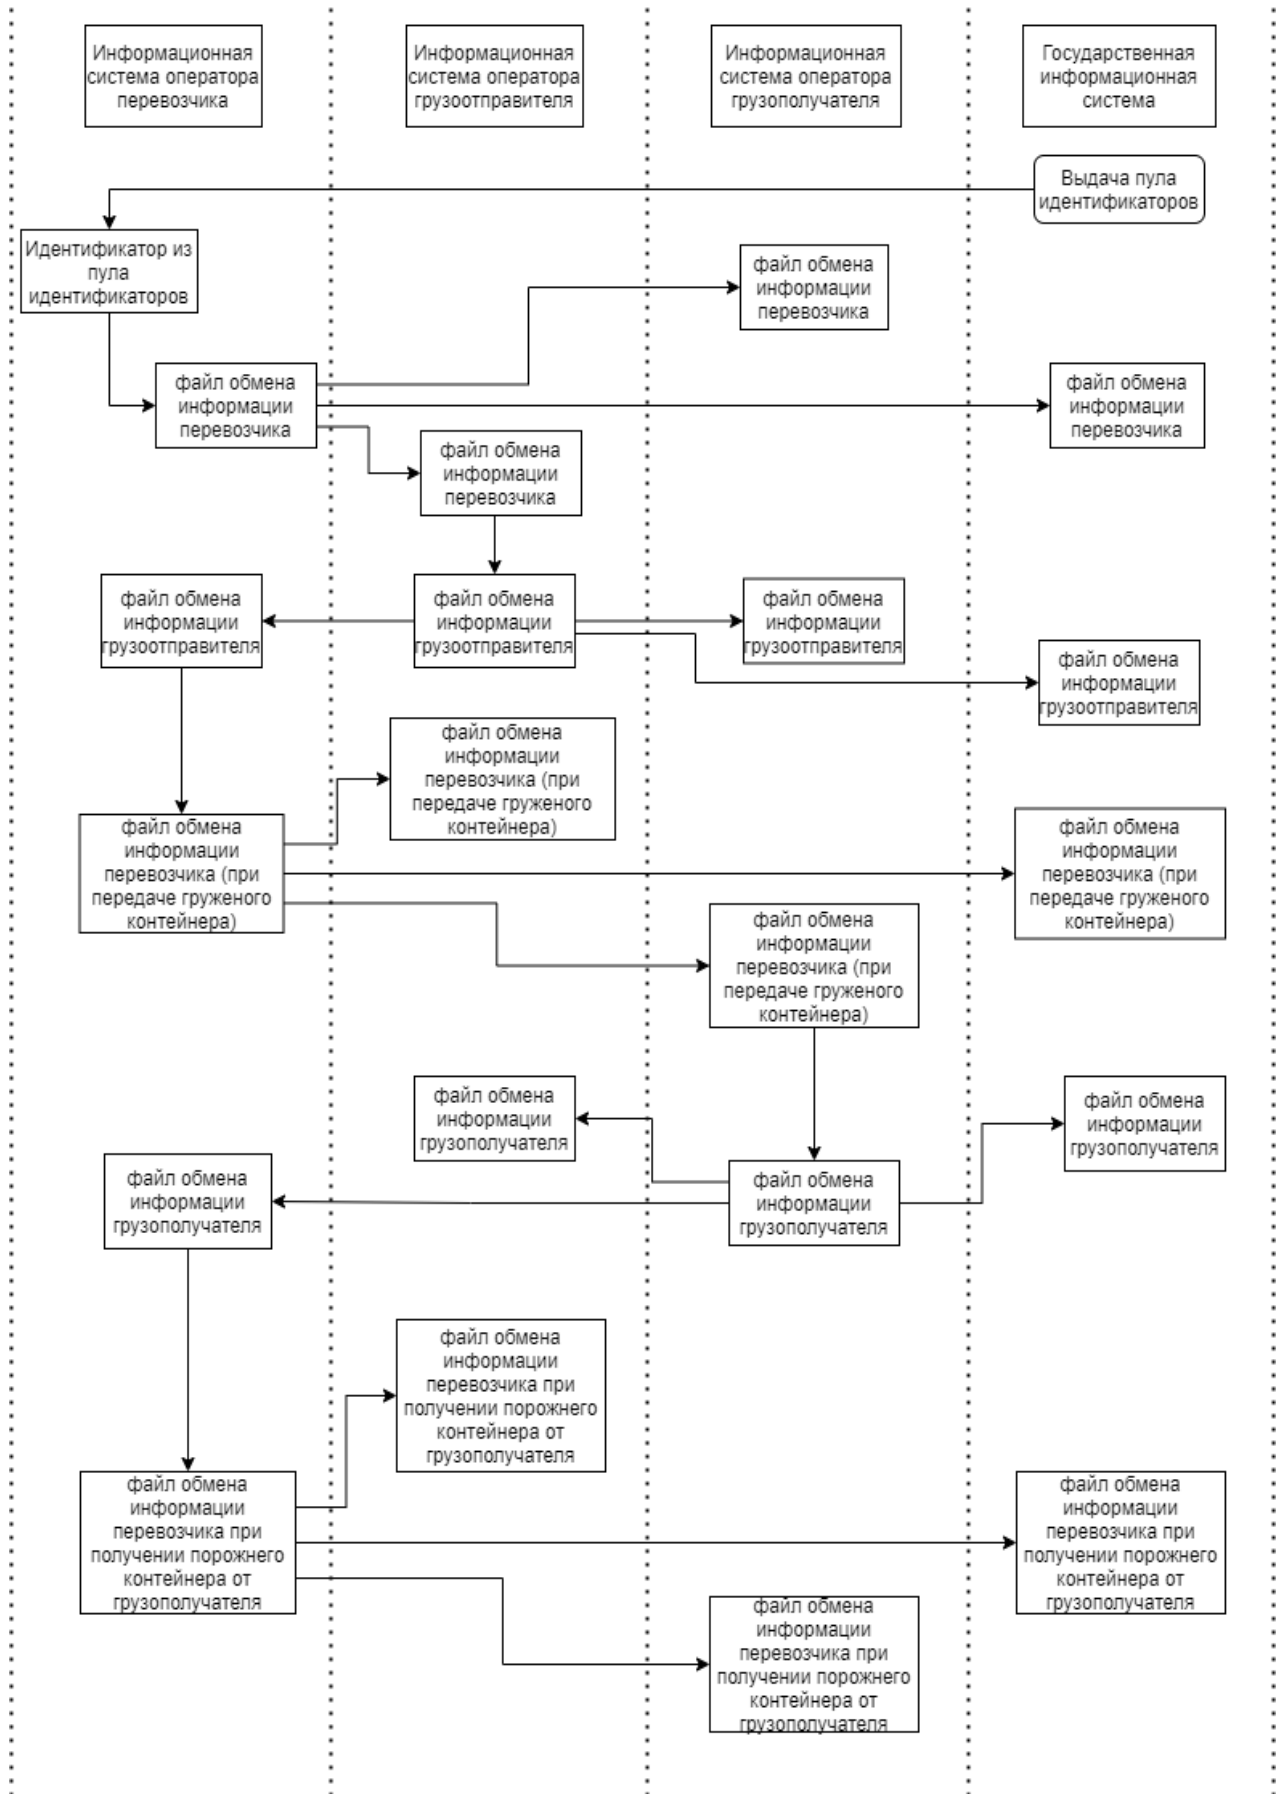 Информационная
система оператора
перевозчика
Информационная
система оператора
грузоотправителя
Информационная
система оператора
грузополучателя
Государственная
информационная
система
Выдача пула
идентификаторов
Идентификатор из
пула
идентификаторов
файл обмена
информации
перевозчика
файл обмена
информации
перевозчика
файл обмена
информации
перевозчика
файл обмена
информации
перевозчика
файл обмена
информации
грузоотправителя
файл обмена
информации
грузоотправителя
файл обмена
информации
грузоотправителя
файл обмена
информации
грузоотправителя
файл обмена
информации
перевозчика (при
передаче груженого
контейнера)
файл обмена
информации
перевозчика (при
передаче груженого
контейнера)
файл обмена
информации
перевозчика (при
передаче груженого
контейнера)
файл обмена
информации
перевозчика (при
передаче груженого
контейнера)
файл обмена
информации
грузополучателя
файл обмена
информации
грузополучателя
файл обмена
информации
грузополучателя
файл обмена
информации
грузополучателя
файл обмена
информации
перевозчика при
получении порожнего
контейнера от
грузополучателя
файл обмена
информации
перевозчика при
получении порожнего
контейнера от
грузополучателя
файл обмена
информации
перевозчика при
получении порожнего
контейнера от
грузополучателя
файл обмена
информации
перевозчика при
получении порожнего
контейнера от
грузополучателя